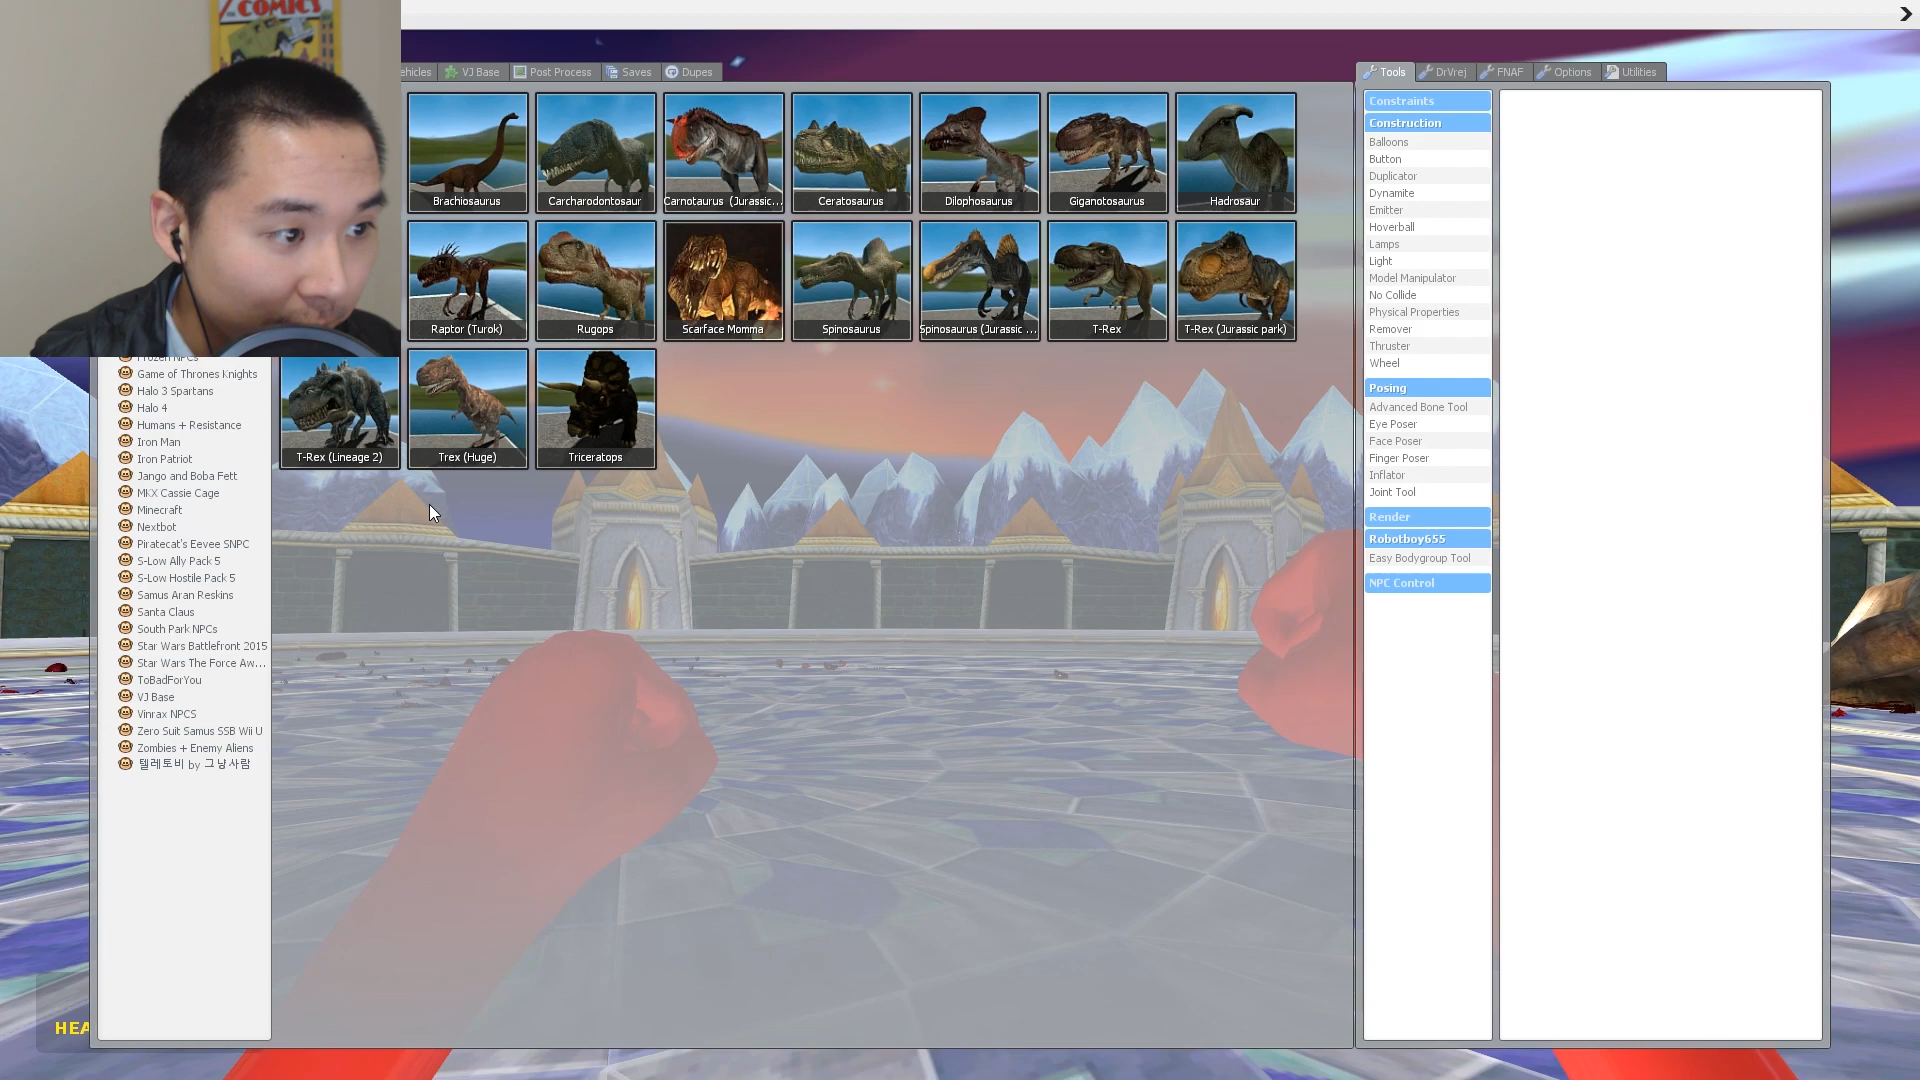 COMICS
ehicles
VJ Base
Post Process
Saves
Dupes
Tools
DrVrej
FNAF
Options
Utilities
Brachiosaurus
Carcharodontosaur
Carnotaurus (Jurassic...
Ceratosaurus
Dilophosaurus
Giganotosaurus
Hadrosaur
Raptor (Turok)
Rugops
Scarface Momma
Spinosaurus
Spinosaurus (Jurassic ...
T-Rex
T-Rex (Jurassic park)
T-Rex (Lineage 2)
Trex (Huge)
Triceratops
Frozen NPCs
Game of Thrones Knights
Halo 3 Spartans
Halo 4
Humans + Resistance
Iron Man
Iron Patriot
Jango and Boba Fett
MKX Cassie Cage
Minecraft
Nextbot
Piratecat's Eevee SNPC
S-Low Ally Pack 5
S-Low Hostile Pack 5
Samus Aran Reskins
Santa Claus
South Park NPCs
Star Wars Battlefront 2015
Star Wars The Force Aw...
ToBadForYou
VJ Base
Vinrax NPCS
Zero Suit Samus SSB Wii U
Zombies + Enemy Aliens
텔레토비 by 그냥사람
HEA
Constraints
Construction
Balloons
Button
Duplicator
Dynamite
Emitter
Hoverball
Lamps
Light
Model Manipulator
No Collide
Physical Properties
Remover
Thruster
Wheel
Posing
Advanced Bone Tool
Eye Poser
Face Poser
Finger Poser
Inflator
Joint Tool
Render
Robotboy655
Easy Bodygroup Tool
NPC Control